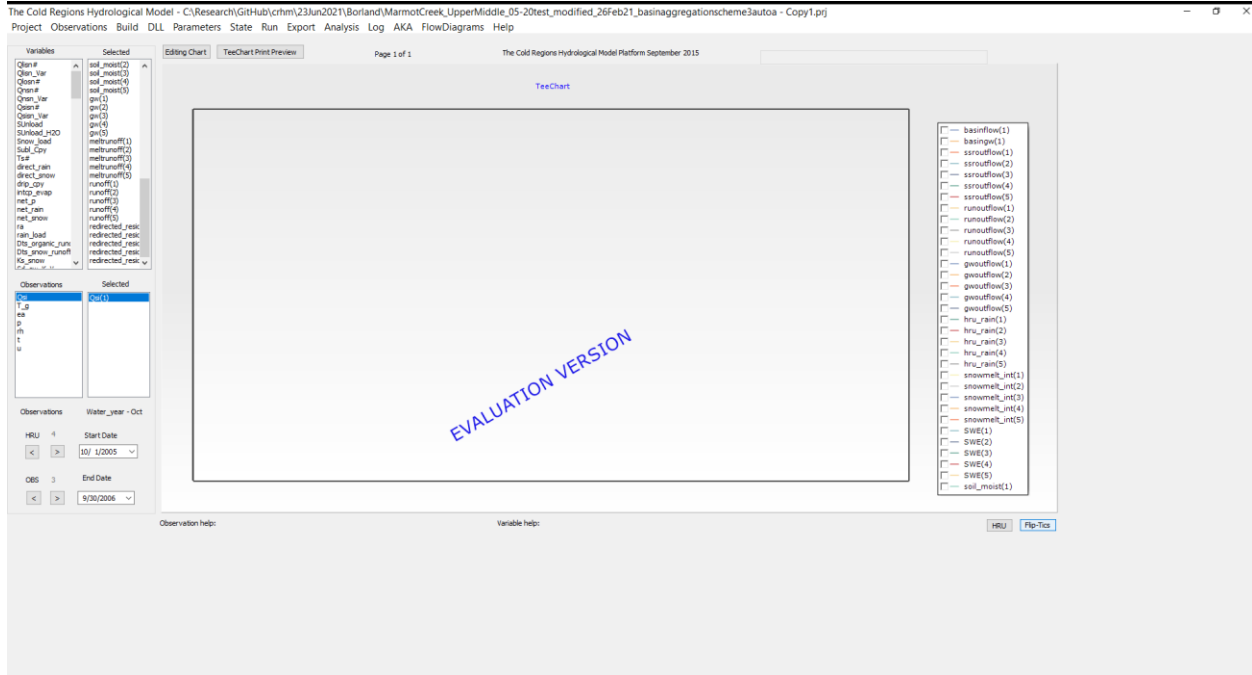 The Cold Regions Hydrological Model - C:\Research\GitHub\crhm\23Jun2021\Borland\MarmotCreek_UpperMiddle_05-20test_modified_26Feb21_basinaggregationscheme3autoa - Copy1.prj
Project Observations Build DLL Parameters State Run Export Analysis Log AKA FlowDiagrams Help
Variables
Selected
Editing Chart
TeeChart Print Preview
Page 1 of 1
The Cold Regions Hydrological Model Platform September 2015
Qlisn_Var
Qlosn#
Qnsn#
Qnsn_Var
Qsisn#
Qsisn_Var
SUnload
SUnload_H2O
Snow_load
Subl_Cpy
Ts#
direct_rain
direct_snow
drip_cpy
intcp_evap
net_p
net_rain
net_snow
ra
rain_load
Dts_organic_run
Dts_snow_runoff
Ks_snow
soil_moist(2)
soil_moist(3)
soil_moist(4)
soil_moist(5)
gw(1)
gw(2)
gw(3)
gw(4)
gw(5)
meltrunoff(1)
meltrunoff(2)
meltrunoff(3)
meltrunoff(4)
meltrunoff(5)
runoff(1)
runoff(2)
runoff(3)
runoff(4)
runoff(5)
redirected_resic
redirected_resic
redirected_resic
redirected_resic
Observations
Selected
Qsi
T_g
ea
p
rh
t
u
Qsi(1)
Observations
Water_year - Oct
HRU 4
Start Date
< >
10/ 1/2005
OBS 3
End Date
< >
9/30/2006
TeeChart
EVALUATION VERSION
basinflow(1)
basingw(1)
ssroutflow(1)
ssroutflow(2)
ssroutflow(3)
ssroutflow(4)
ssroutflow(5)
runoutflow(1)
runoutflow(2)
runoutflow(3)
runoutflow(4)
runoutflow(5)
gwoutflow(1)
gwoutflow(2)
gwoutflow(3)
gwoutflow(4)
gwoutflow(5)
hru_rain(1)
hru_rain(2)
hru_rain(3)
hru_rain(4)
hru_rain(5)
snowmelt_int(1)
snowmelt_int(2)
snowmelt_int(3)
snowmelt_int(4)
snowmelt_int(5)
SWE(1)
SWE(2)
SWE(3)
SWE(4)
SWE(5)
soil_moist(1)
Observation help:
Variable help:
HRU
Flip-Tics